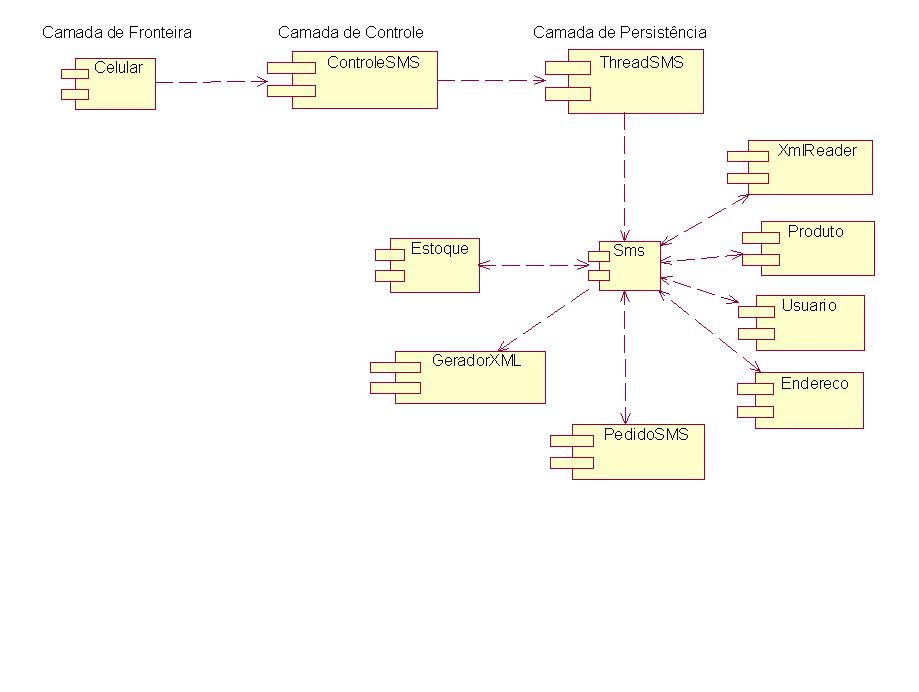 Camada de Fronteira
Camada de Controle
Camada de Persistência
Celular
ControleSMS
ThreadSMS
XmlReader
Produto
Estoque
Sms
Usuario
GeradorXML
Endereco
PedidoSMS